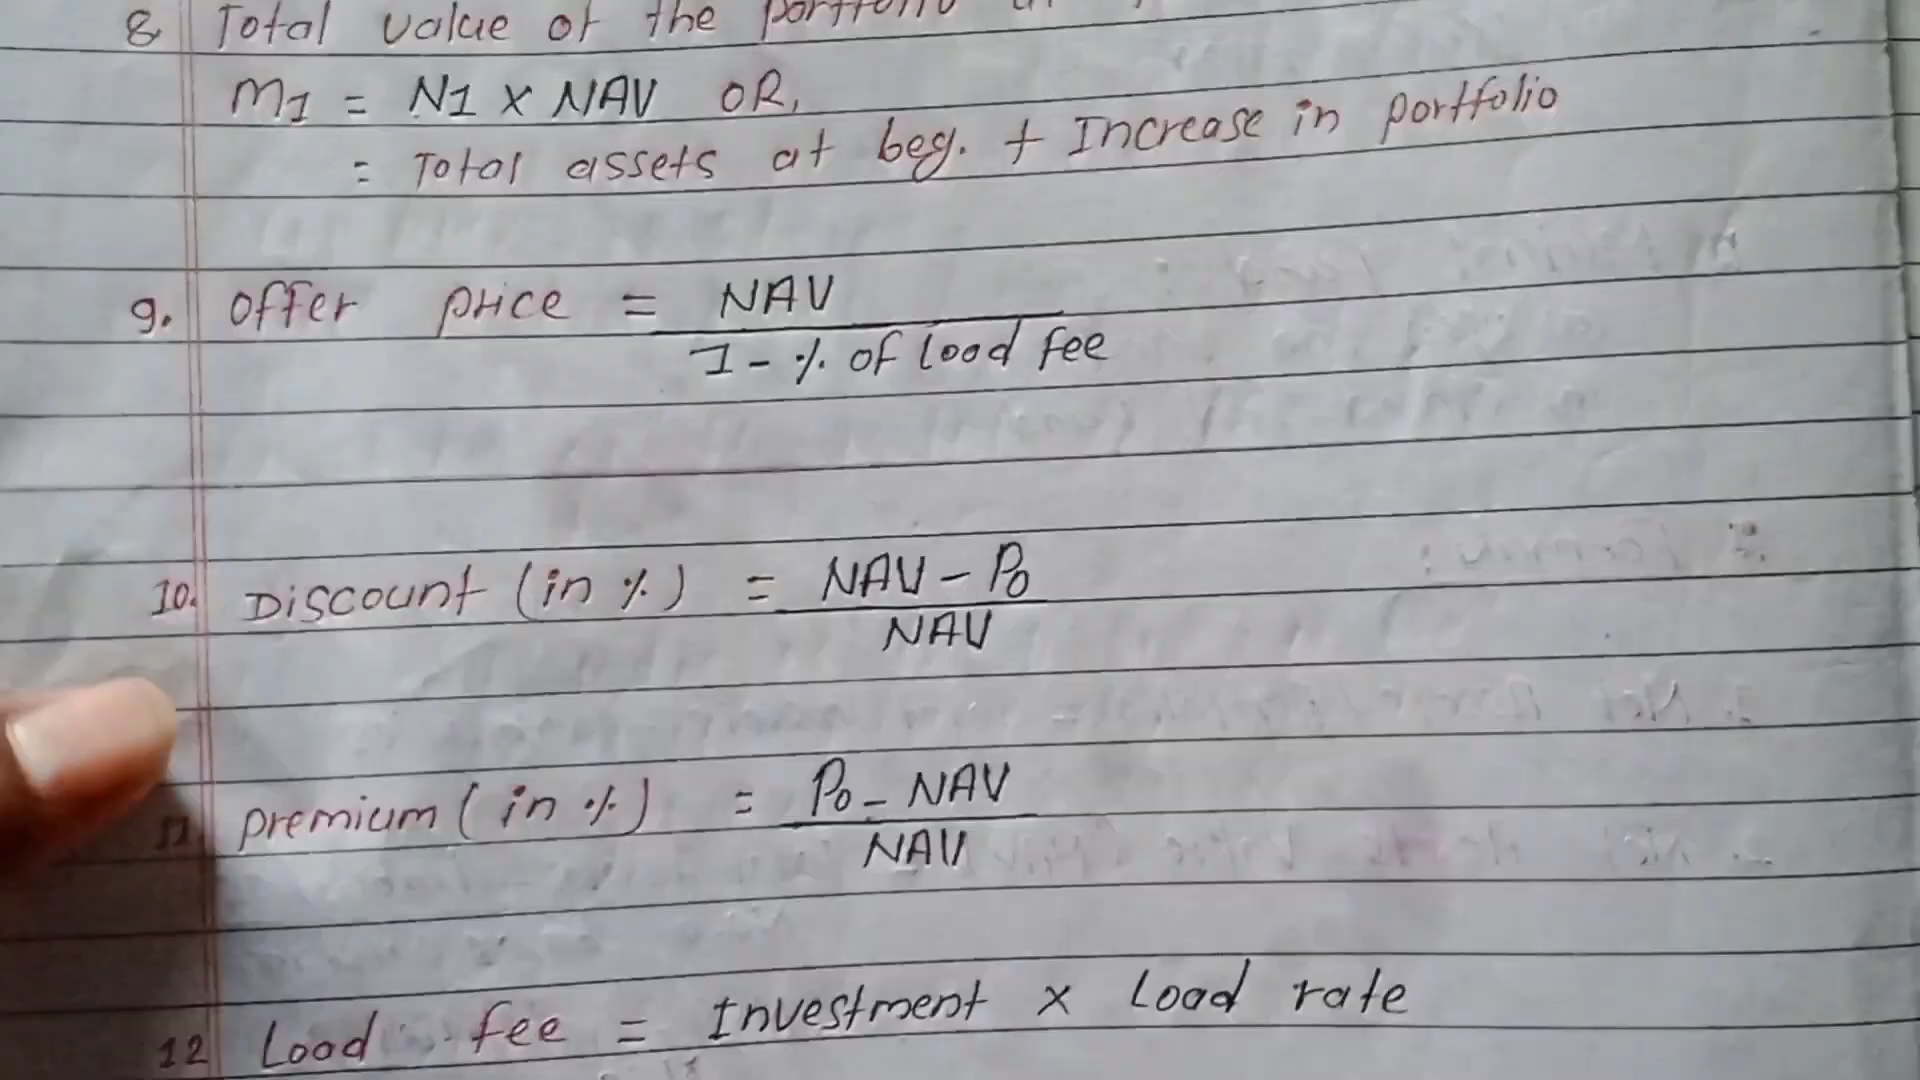 8 Total value of the portfolio
M1 = N1 x NAV OR,
= Total assets at beg. + Increase in portfolio
9. Offer price = NAV
1 - % of load fee
10. Discount (in %) = NAV - P0
NAV
11. premium (in %) = P0 - NAV
NAV
12 Load fee = Investment x Load rate